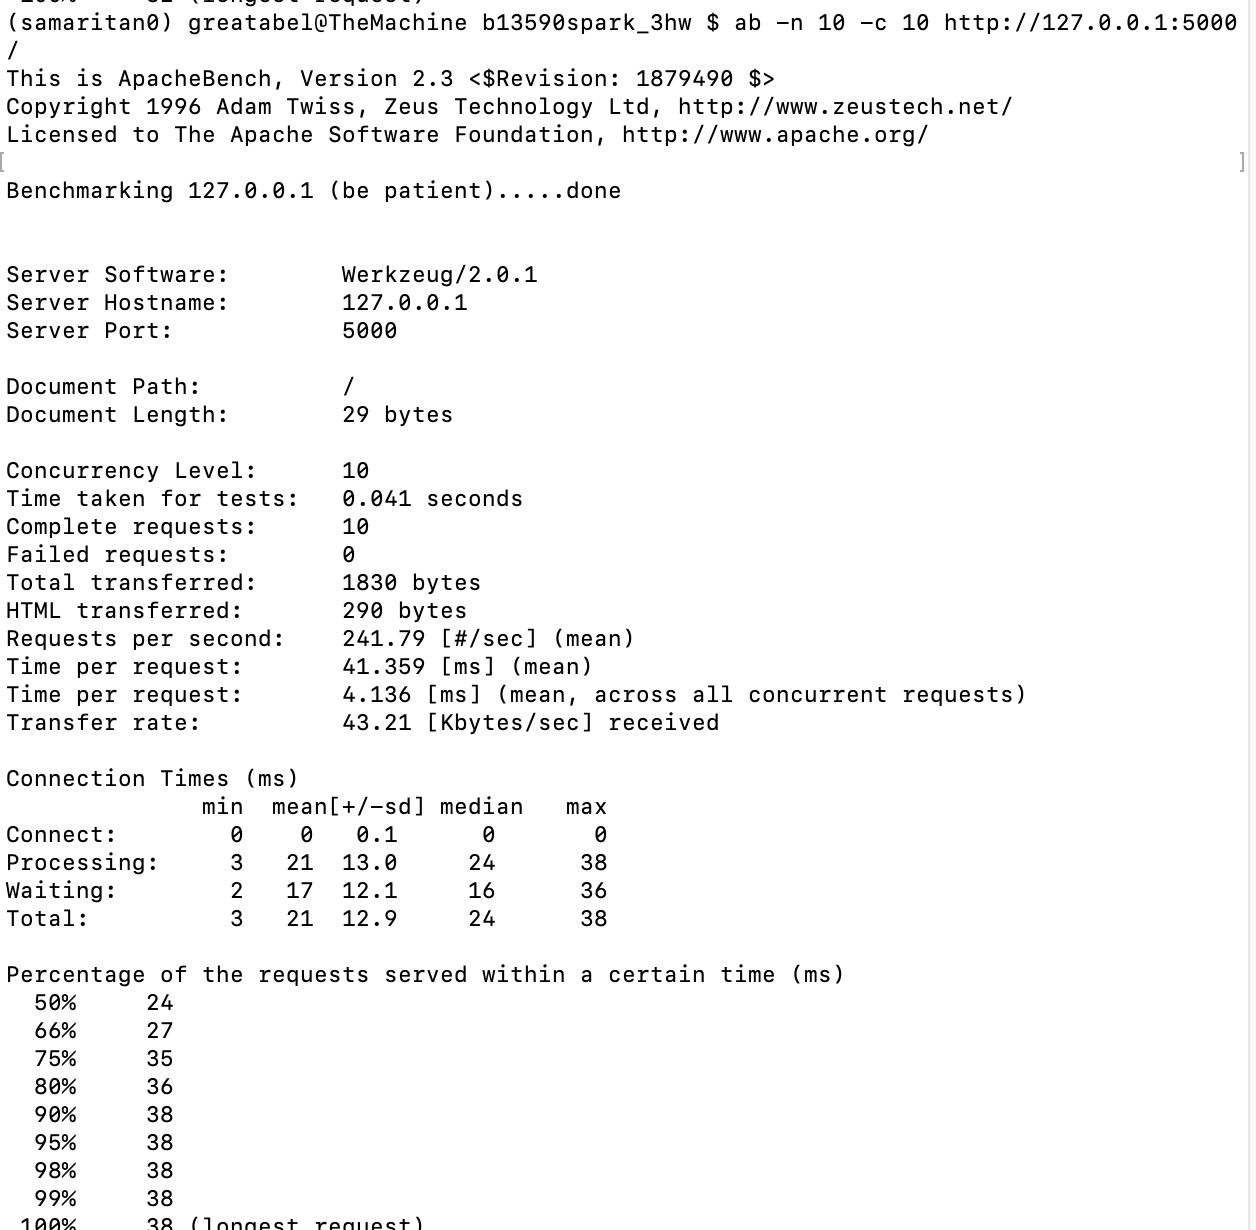 100%     32 (longest request)
(samaritan0) greatabel@TheMachine b13590spark_3hw $ ab -n 10 -c 10 http://127.0.0.1:5000
/
This is ApacheBench, Version 2.3 <$Revision: 1879490 $>
Copyright 1996 Adam Twiss, Zeus Technology Ltd, http://www.zeustech.net/
Licensed to The Apache Software Foundation, http://www.apache.org/
[ ]
Benchmarking 127.0.0.1 (be patient).....done
Server Software:        Werkzeug/2.0.1
Server Hostname:        127.0.0.1
Server Port:            5000
Document Path:          /
Document Length:        29 bytes
Concurrency Level:      10
Time taken for tests:   0.041 seconds
Complete requests:      10
Failed requests:        0
Total transferred:      1830 bytes
HTML transferred:       290 bytes
Requests per second:    241.79 [#/sec] (mean)
Time per request:       41.359 [ms] (mean)
Time per request:       4.136 [ms] (mean, across all concurrent requests)
Transfer rate:          43.21 [Kbytes/sec] received
Connection Times (ms)
              min  mean[+/-sd] median   max
Connect:        0    0   0.1      0       0
Processing:     3   21  13.0     24      38
Waiting:        2   17  12.1     16      36
Total:          3   21  12.9     24      38
Percentage of the requests served within a certain time (ms)
  50%     24
  66%     27
  75%     35
  80%     36
  90%     38
  95%     38
  98%     38
  99%     38
 100%     38 (longest request)